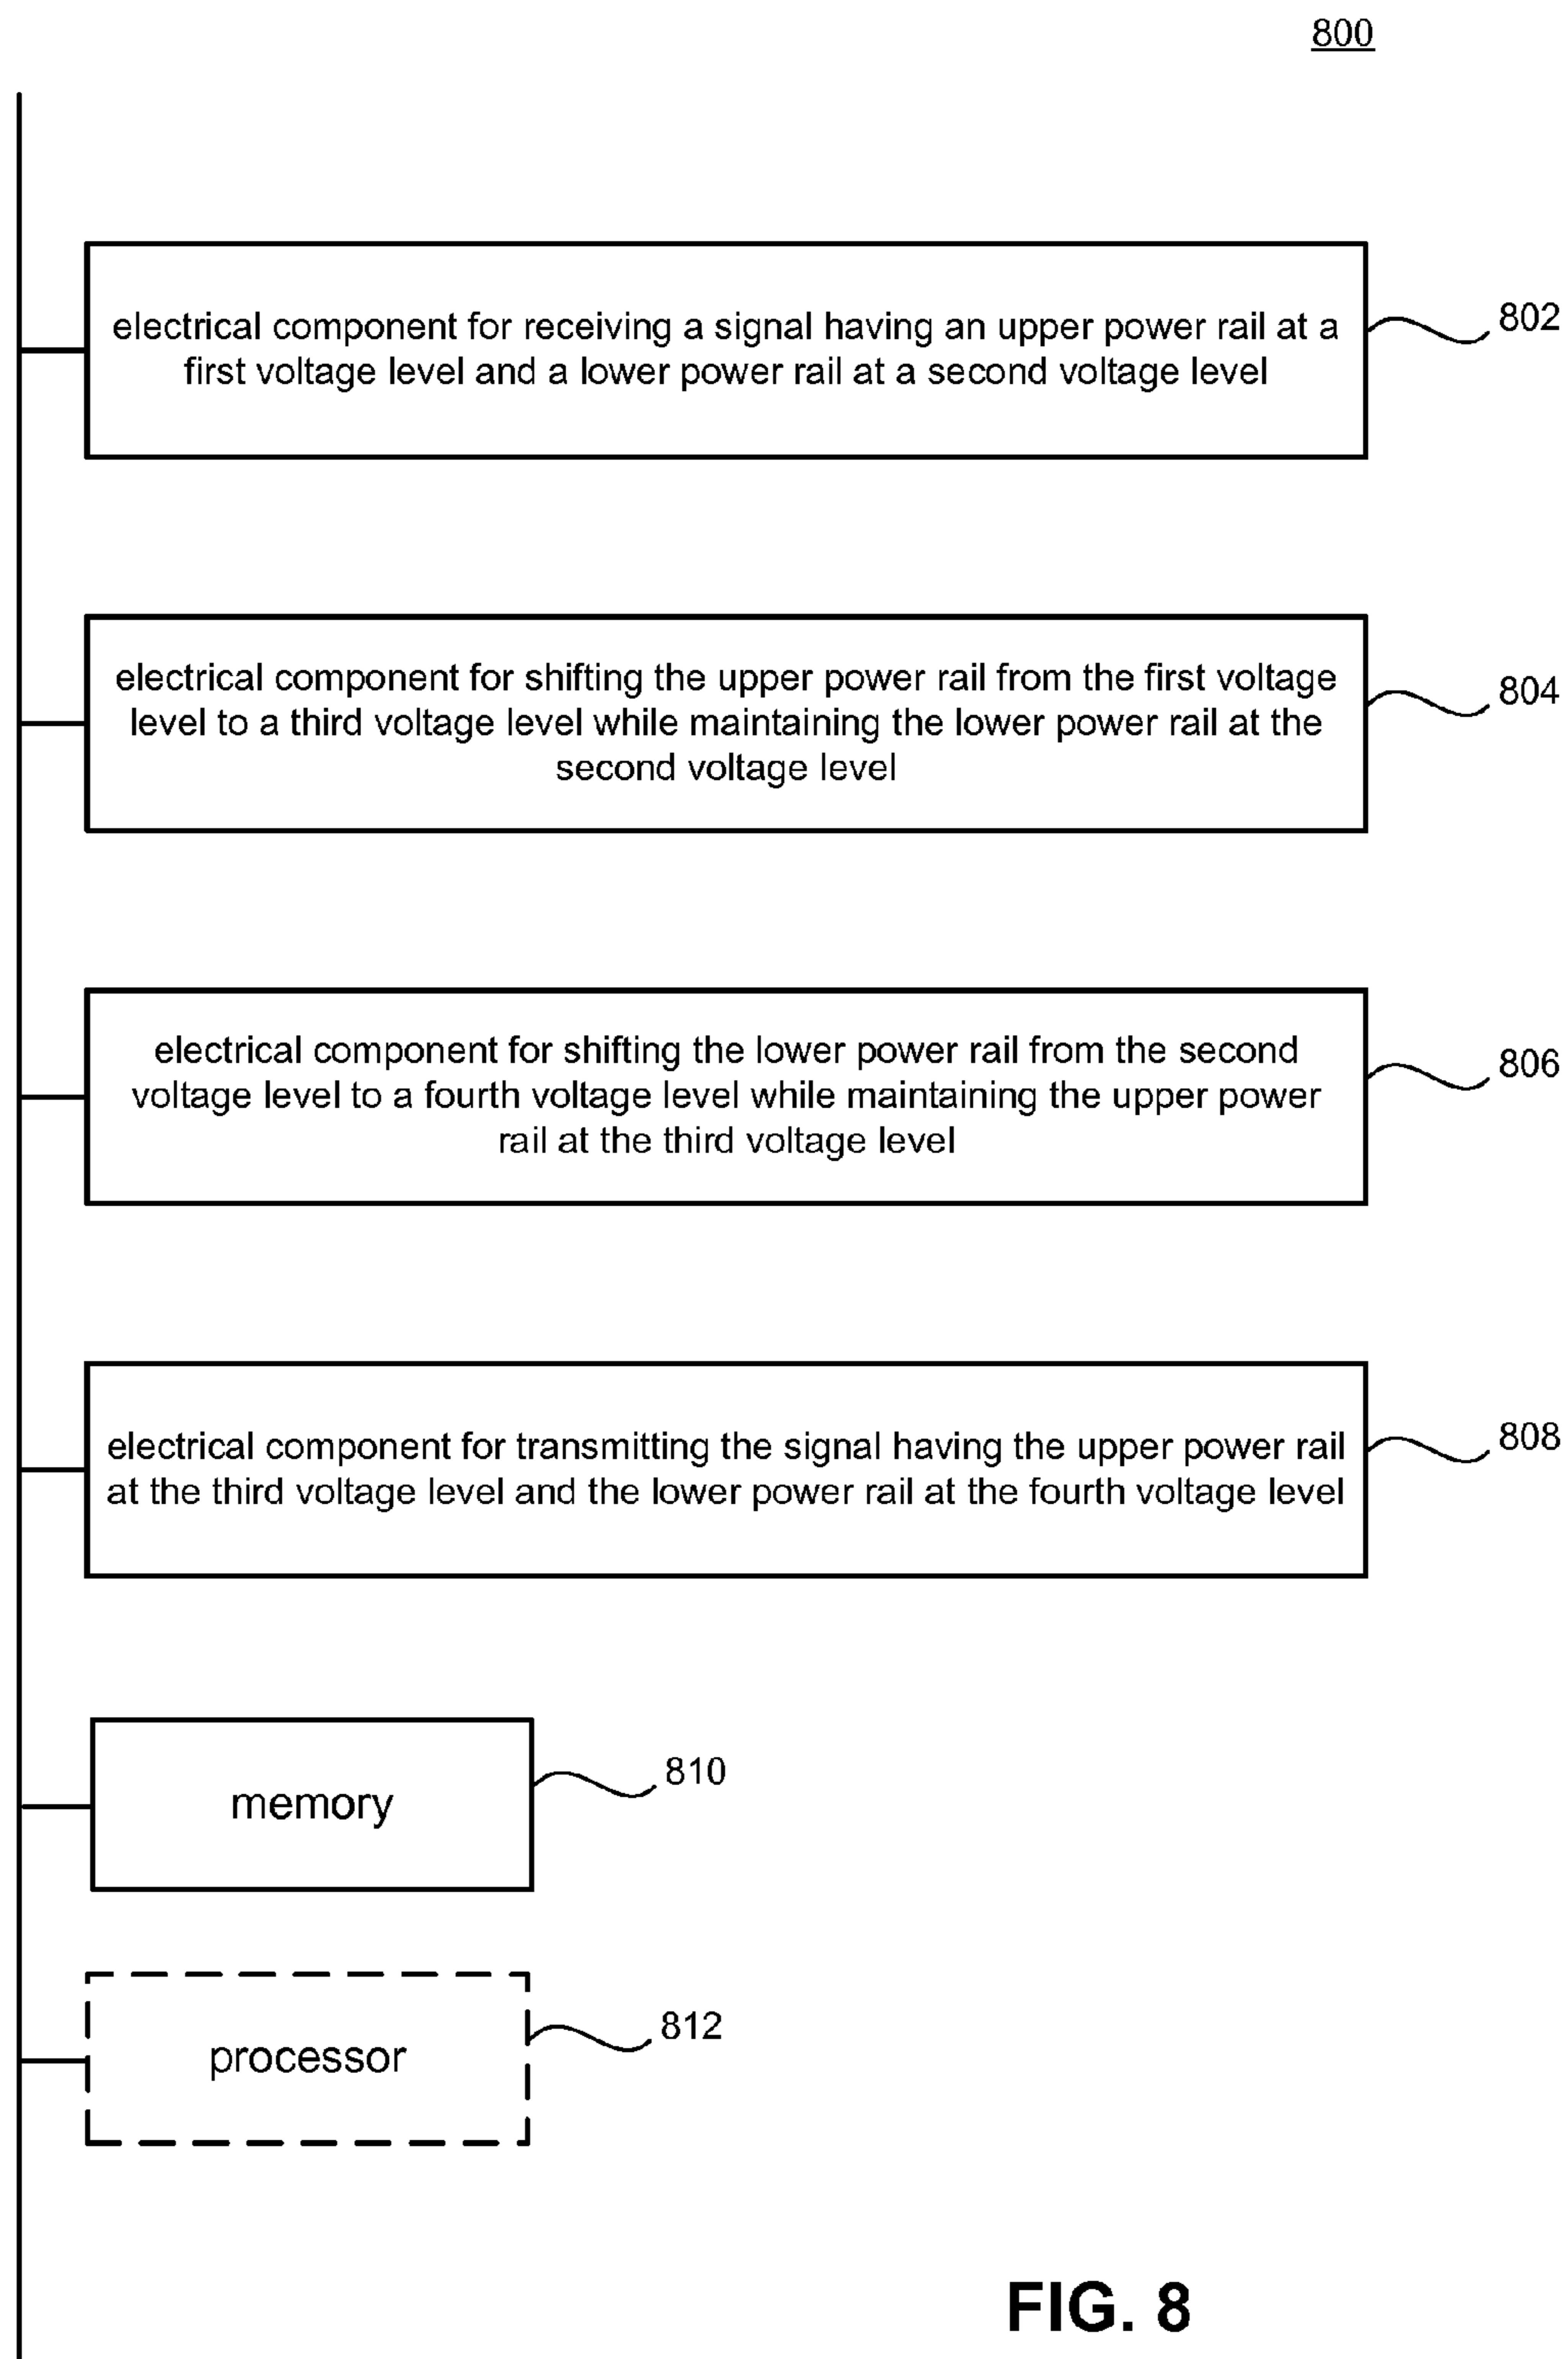 800
electrical component for receiving a signal having an upper power rail at a
first voltage level and a lower power rail at a second voltage level
802
electrical component for shifting the upper power rail from the first voltage
level to a third voltage level while maintaining the lower power rail at the
second voltage level
804
electrical component for shifting the lower power rail from the second
voltage level to a fourth voltage level while maintaining the upper power
rail at the third voltage level
806
electrical component for transmitting the signal having the upper power rail
at the third voltage level and the lower power rail at the fourth voltage level
808
memory
810
processor
812
FIG. 8